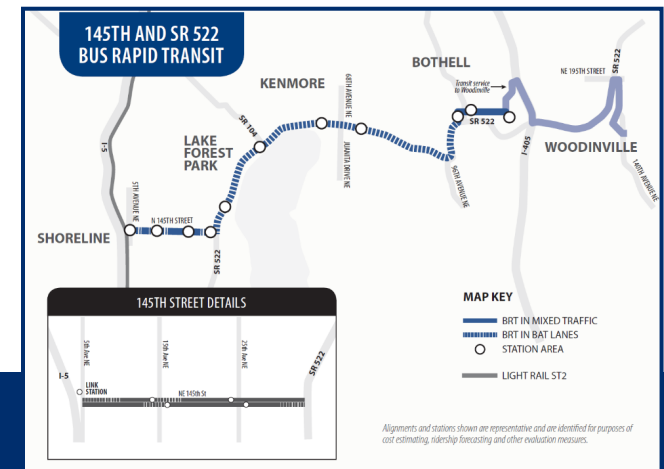 145TH AND SR 522
BUS RAPID TRANSIT
BOTHELL
Transit service
to Woodinville
NE 195TH STREET
SR 522
KENMORE
68TH AVENUE NE
SR 104
LAKE
FOREST
PARK
I-5
SR 522
JUANITA DRIVE NE
WOODINVILLE
140TH AVENUE NE
96TH AVENUE NE
I-405
5TH AVENUE NE
N 145TH STREET
SHORELINE
SR 522
145TH STREET DETAILS
5th Ave NE
15th Ave NE
25th Ave NE
SR 522
I-5
LINK
STATION
NE 145th St
MAP KEY
BRT IN MIXED TRAFFIC
BRT IN BAT LANES
STATION AREA
LIGHT RAIL ST2
Alignments and stations shown are representative and are identified for purposes of
cost estimating, ridership forecasting and other evaluation measures.